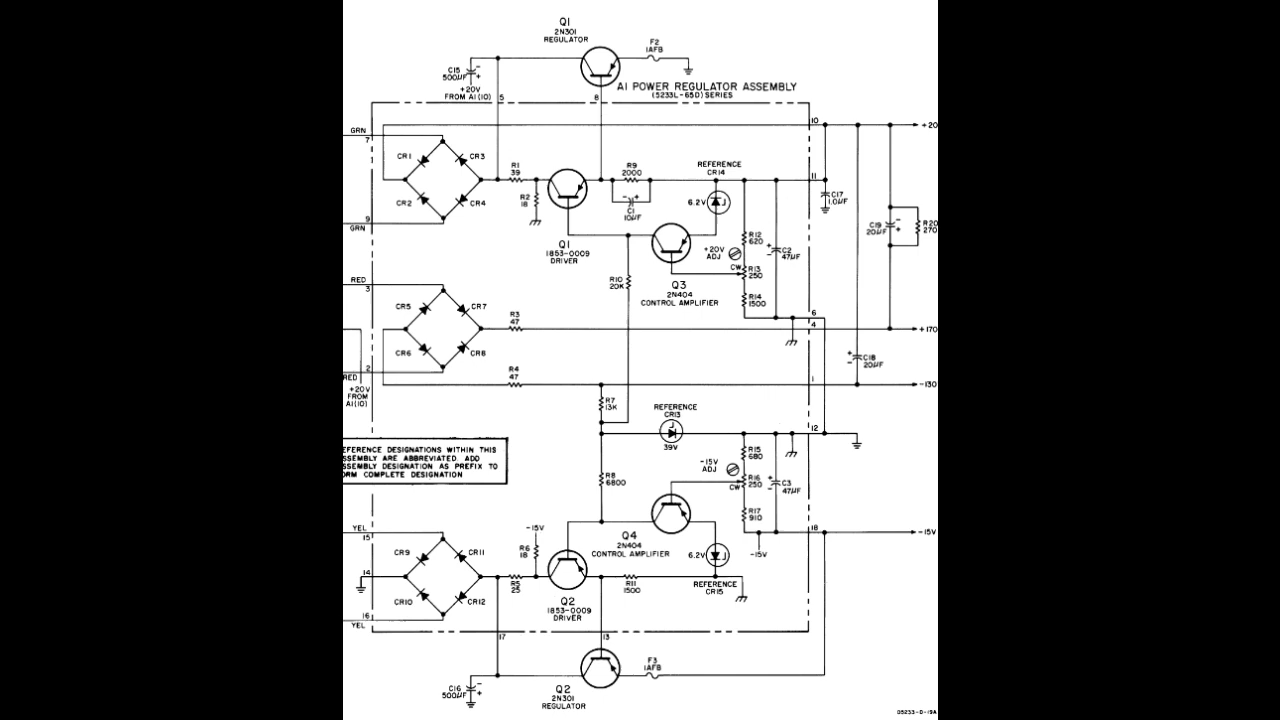 Q1
2N301
REGULATOR
F2
1AFB
C15
500µF
- +
+20V
FROM A1(10)
5
8
A1 POWER REGULATOR ASSEMBLY
(5233L-65D) SERIES
GRN
7
10
+20
CR1
CR3
CR2
CR4
R1
39
R2
18
R9
2000
- +
C1
10µF
REFERENCE
CR14
6.2V
11
C17
1.0µF
9
GRN
Q1
1853-0009
DRIVER
+20V
ADJ
R12
620
CW
R13
250
R14
1500
+
-
C2
47µF
C19
20µF
-
+
R20
270
R10
20K
Q3
2N404
CONTROL AMPLIFIER
RED
3
CR5
CR7
CR6
CR8
R3
47
6
4
+170
2
RED
+20V
FROM
A1(10)
R4
47
+
-
C18
20µF
1
-130
R7
13K
REFERENCE
CR13
39V
12
EFERENCE DESIGNATIONS WITHIN THIS
SSEMBLY ARE ABBREVIATED. ADD
SSEMBLY DESIGNATION AS PREFIX TO
ORM COMPLETE DESIGNATION
R8
6800
-15V
ADJ
R15
680
CW
R16
250
R17
910
+
-
C3
47µF
YEL
15
-15V
R6
18
Q4
2N404
CONTROL AMPLIFIER
18
-15V
-15V
CR9
CR11
CR10
CR12
14
R5
25
6.2V
R11
1500
REFERENCE
CR15
16
YEL
Q2
1853-0009
DRIVER
17
13
F3
1AFB
C16
500µF
-
+
Q2
2N301
REGULATOR
05233-D-19A